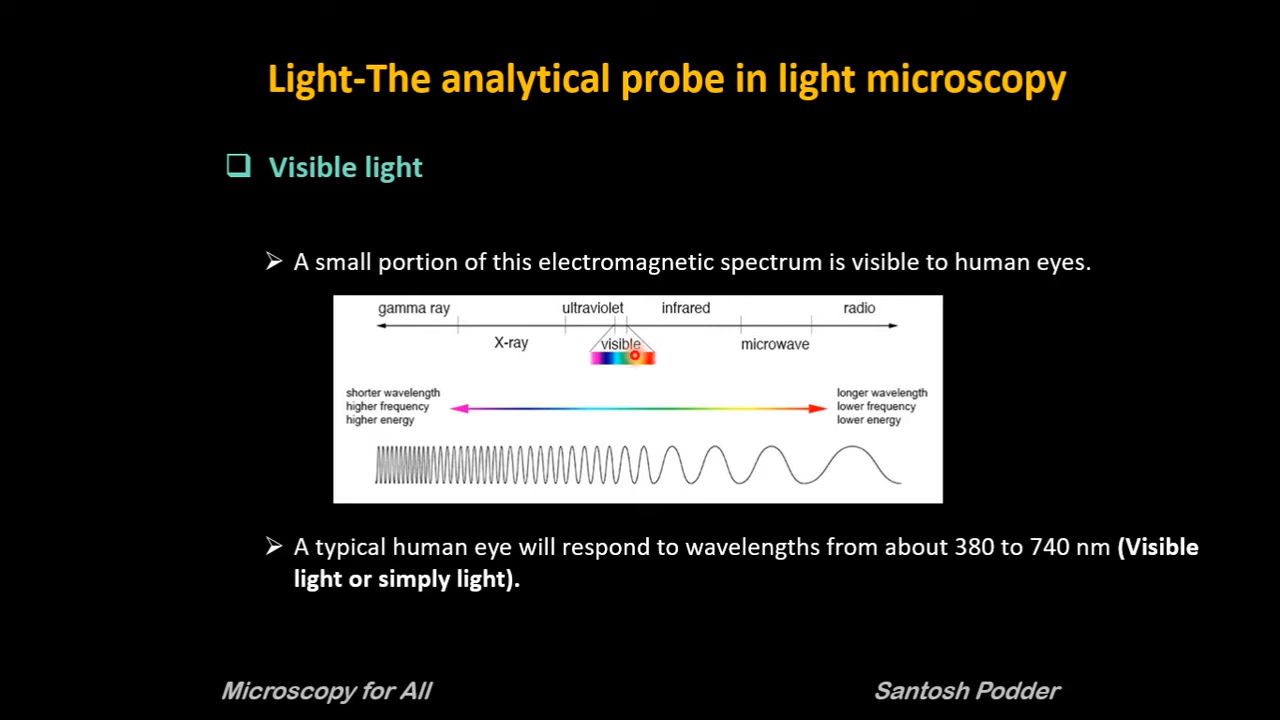 Light-The analytical probe in light microscopy
Visible light
A small portion of this electromagnetic spectrum is visible to human eyes.
gamma ray ultraviolet infrared radio
X-ray visible microwave
shorter wavelength
higher frequency
higher energy
longer wavelength
lower frequency
lower energy
A typical human eye will respond to wavelengths from about 380 to 740 nm (Visible
light or simply light).
Microscopy for All
Santosh Podder